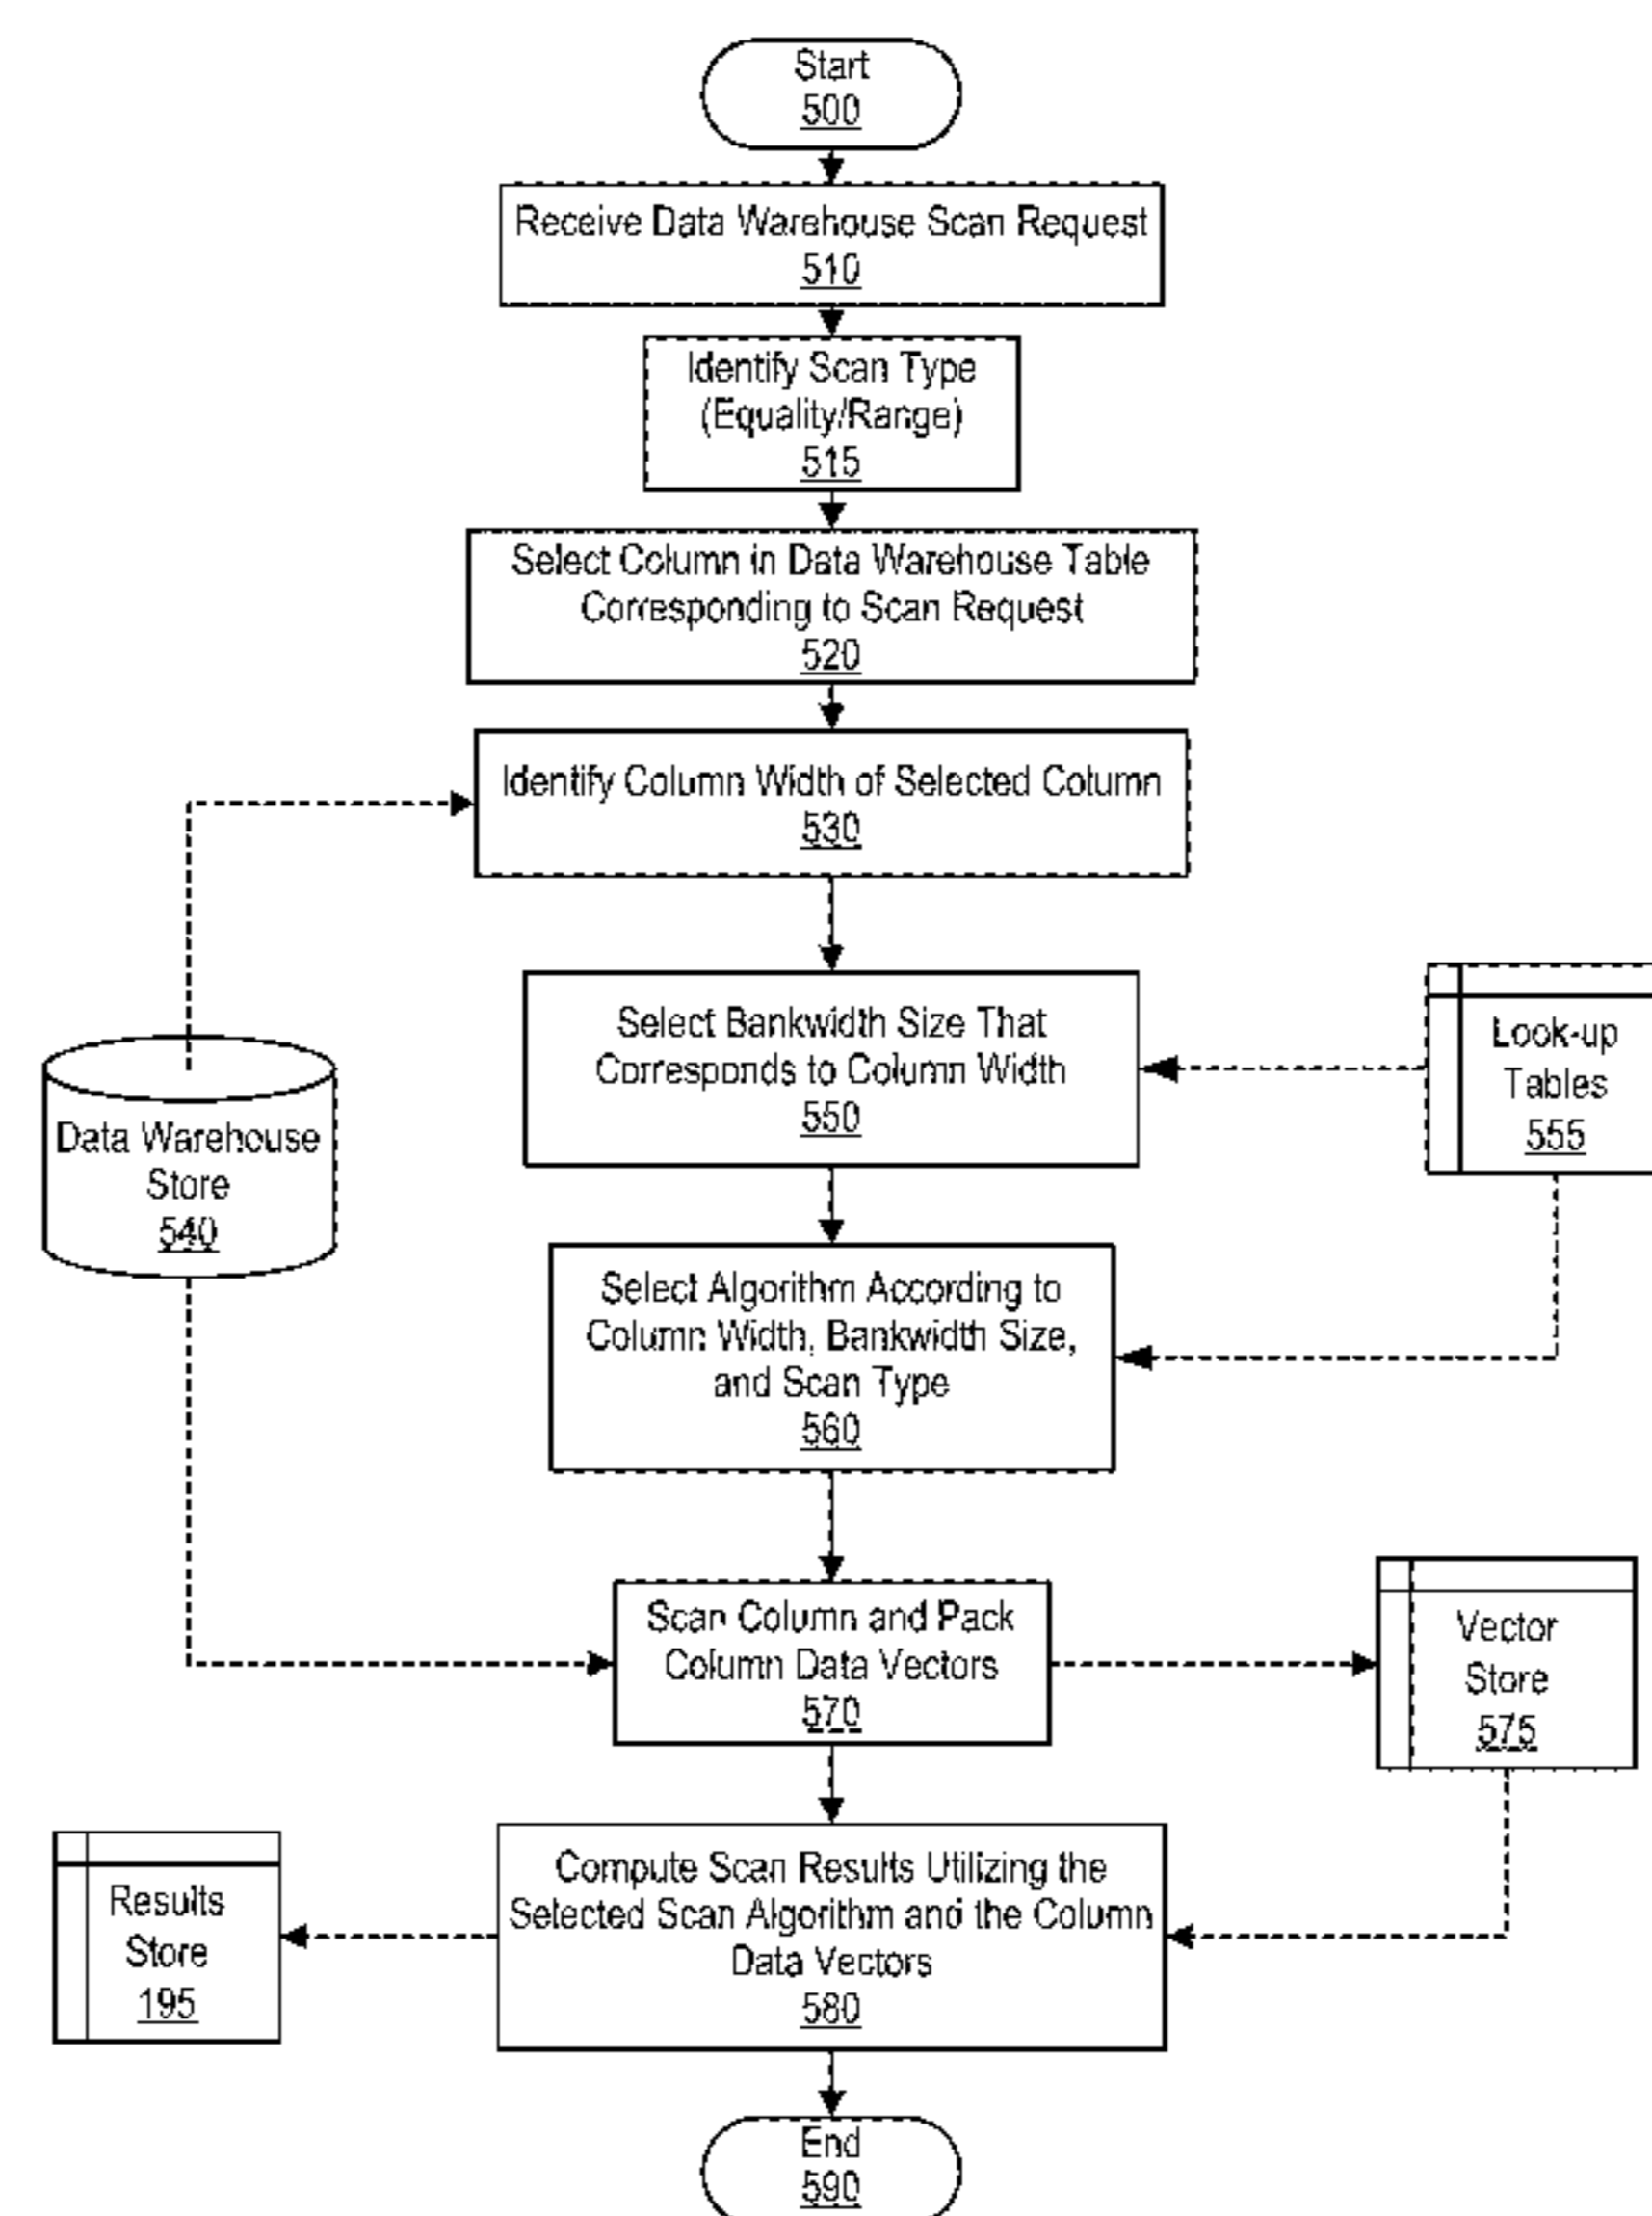 Start
500
Receive Data Warehouse Scan Request
510
Identify Scan Type
(Equality/Range)
515
Select Column in Data Warehouse Table
Corresponding to Scan Request
520
Identify Column Width of Selected Column
530
Data Warehouse
Store
540
Select Bankwidth Size That
Corresponds to Column Width
550
Look-up
Tables
555
Select Algorithm According to
Column Width, Bankwidth Size,
and Scan Type
560
Scan Column and Pack
Column Data Vectors
570
Vector
Store
575
Results
Store
195
Compute Scan Results Utilizing the
Selected Scan Algorithm and the Column
Data Vectors
580
End
590